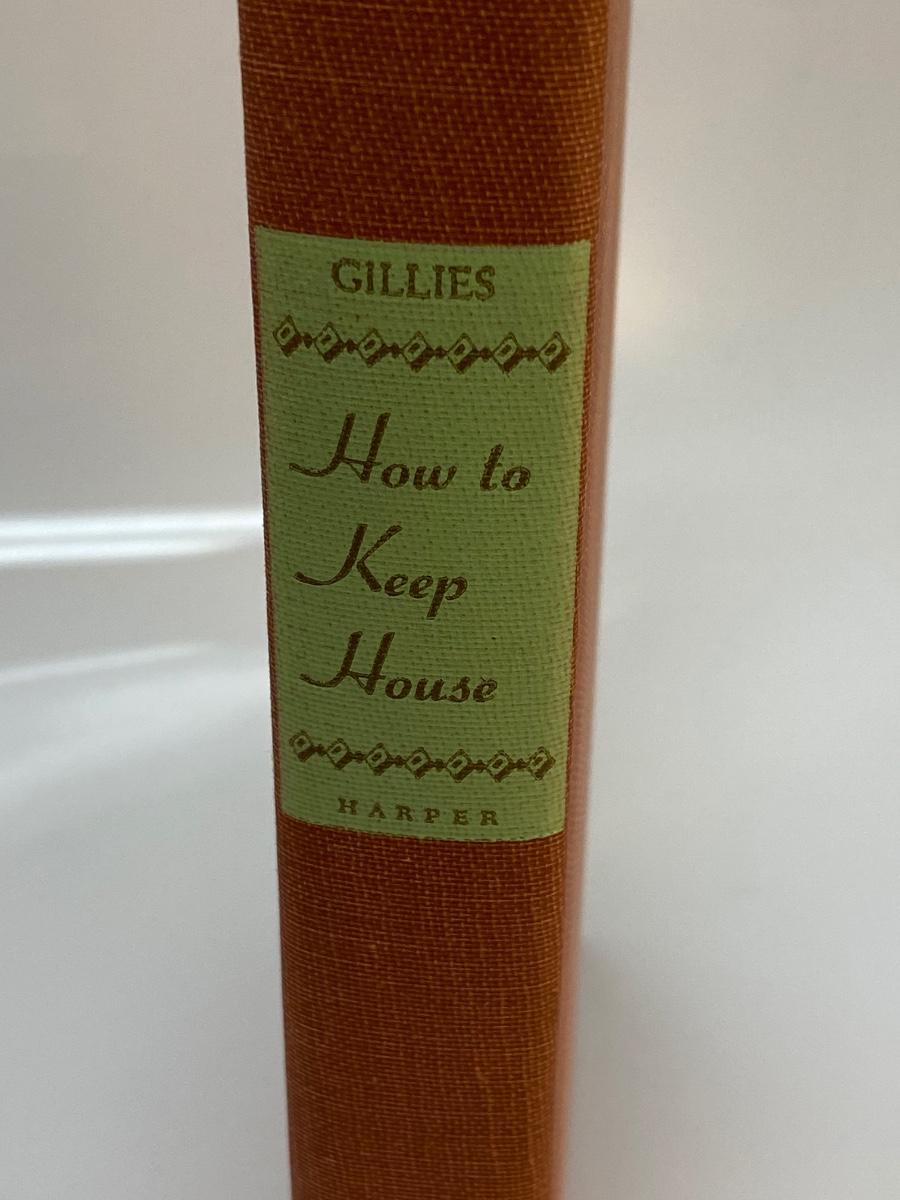 GILLIES
How to
Keep
House
HARPER